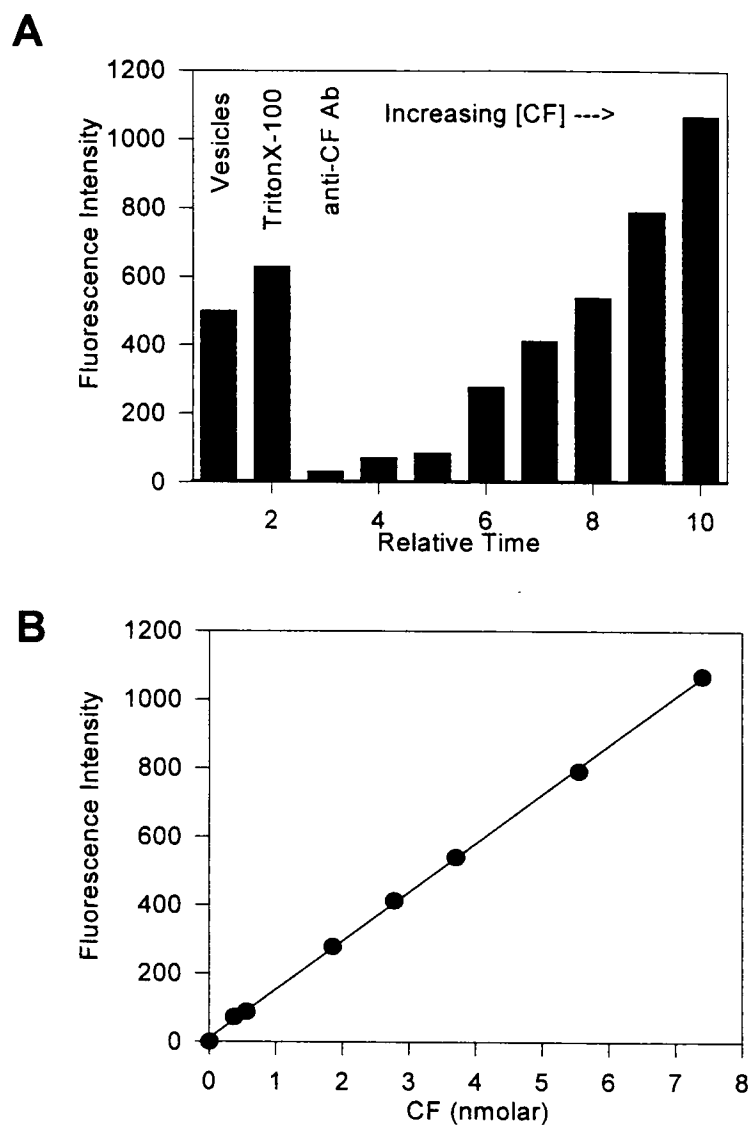 A
1200
1000
800
600
400
200
0
Fluorescence Intensity
Vesicles
TritonX-100
anti-CF Ab
Increasing [CF] --->
2 4 6 8 10
Relative Time
B
1200
1000
800
600
400
200
0
Fluorescence Intensity
0 1 2 3 4 5 6 7 8
CF (nmolar)